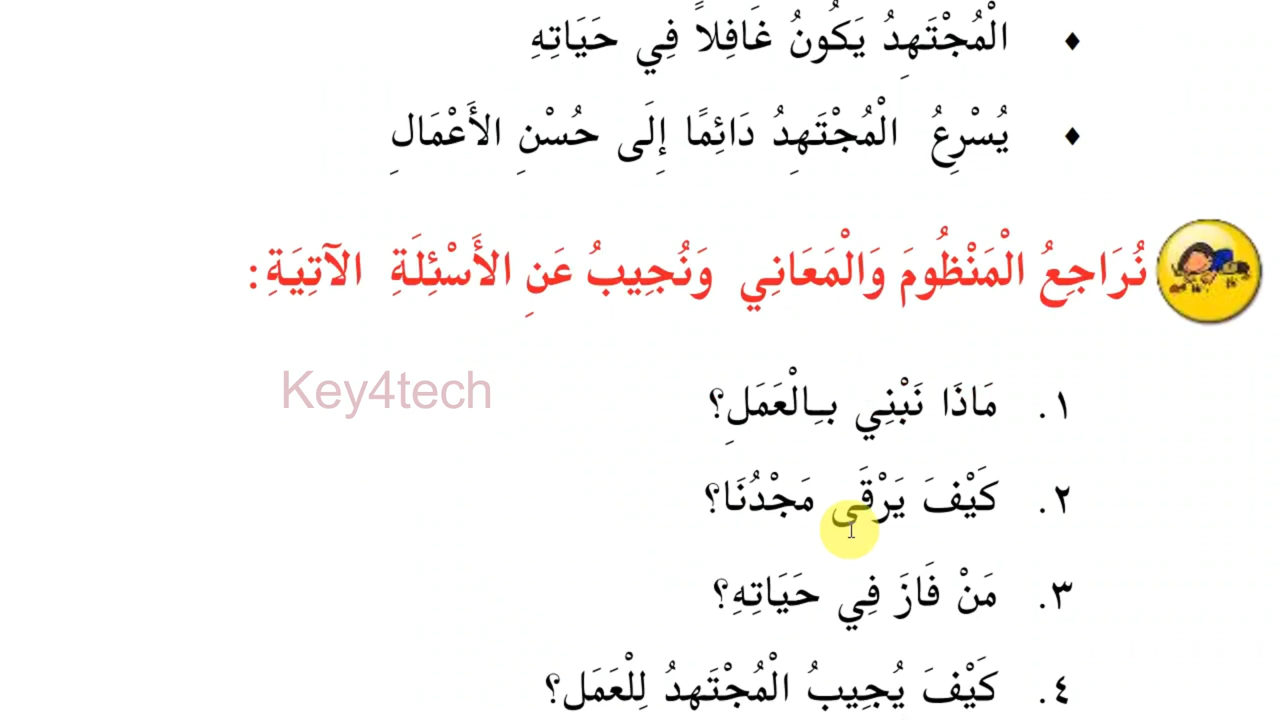 ♦ الْمُجْتَهِدُ يَكُونُ غَافِلاً فِي حَيَاتِهِ
♦ يُسْرِعُ الْمُجْتَهِدُ دَائِمًا إِلَى حُسْنِ الأَعْمَالِ
نُرَاجِعُ الْمَنْظُومَ وَالْمَعَانِي وَنُجِيبُ عَنِ الأَسْئِلَةِ الآتِيَةِ:
Key4tech
١. مَاذَا نَبْنِي بِالْعَمَلِ؟
٢. كَيْفَ يَرْقَى مَجْدُنَا؟
٣. مَنْ فَازَ فِي حَيَاتِهِ؟
٤. كَيْفَ يُجِيبُ الْمُجْتَهِدُ لِلْعَمَلِ؟